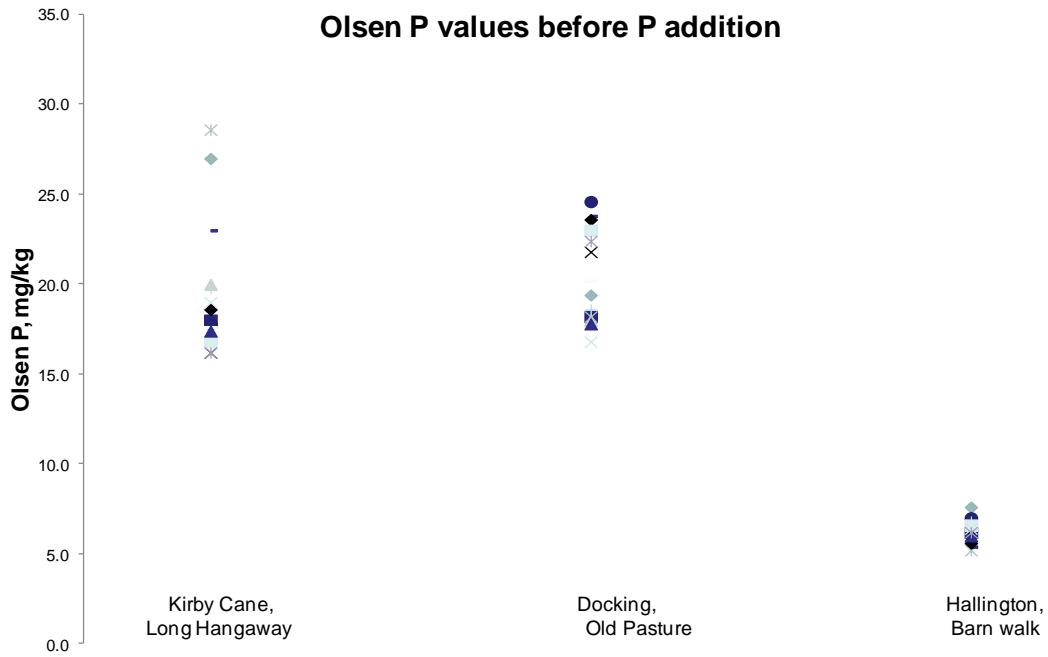 Olsen P values before P addition
Olsen P, mg/kg
35.0
30.0
25.0
20.0
15.0
10.0
5.0
0.0
Kirby Cane,
Long Hangaway
Docking,
Old Pasture
Hallington,
Barn walk